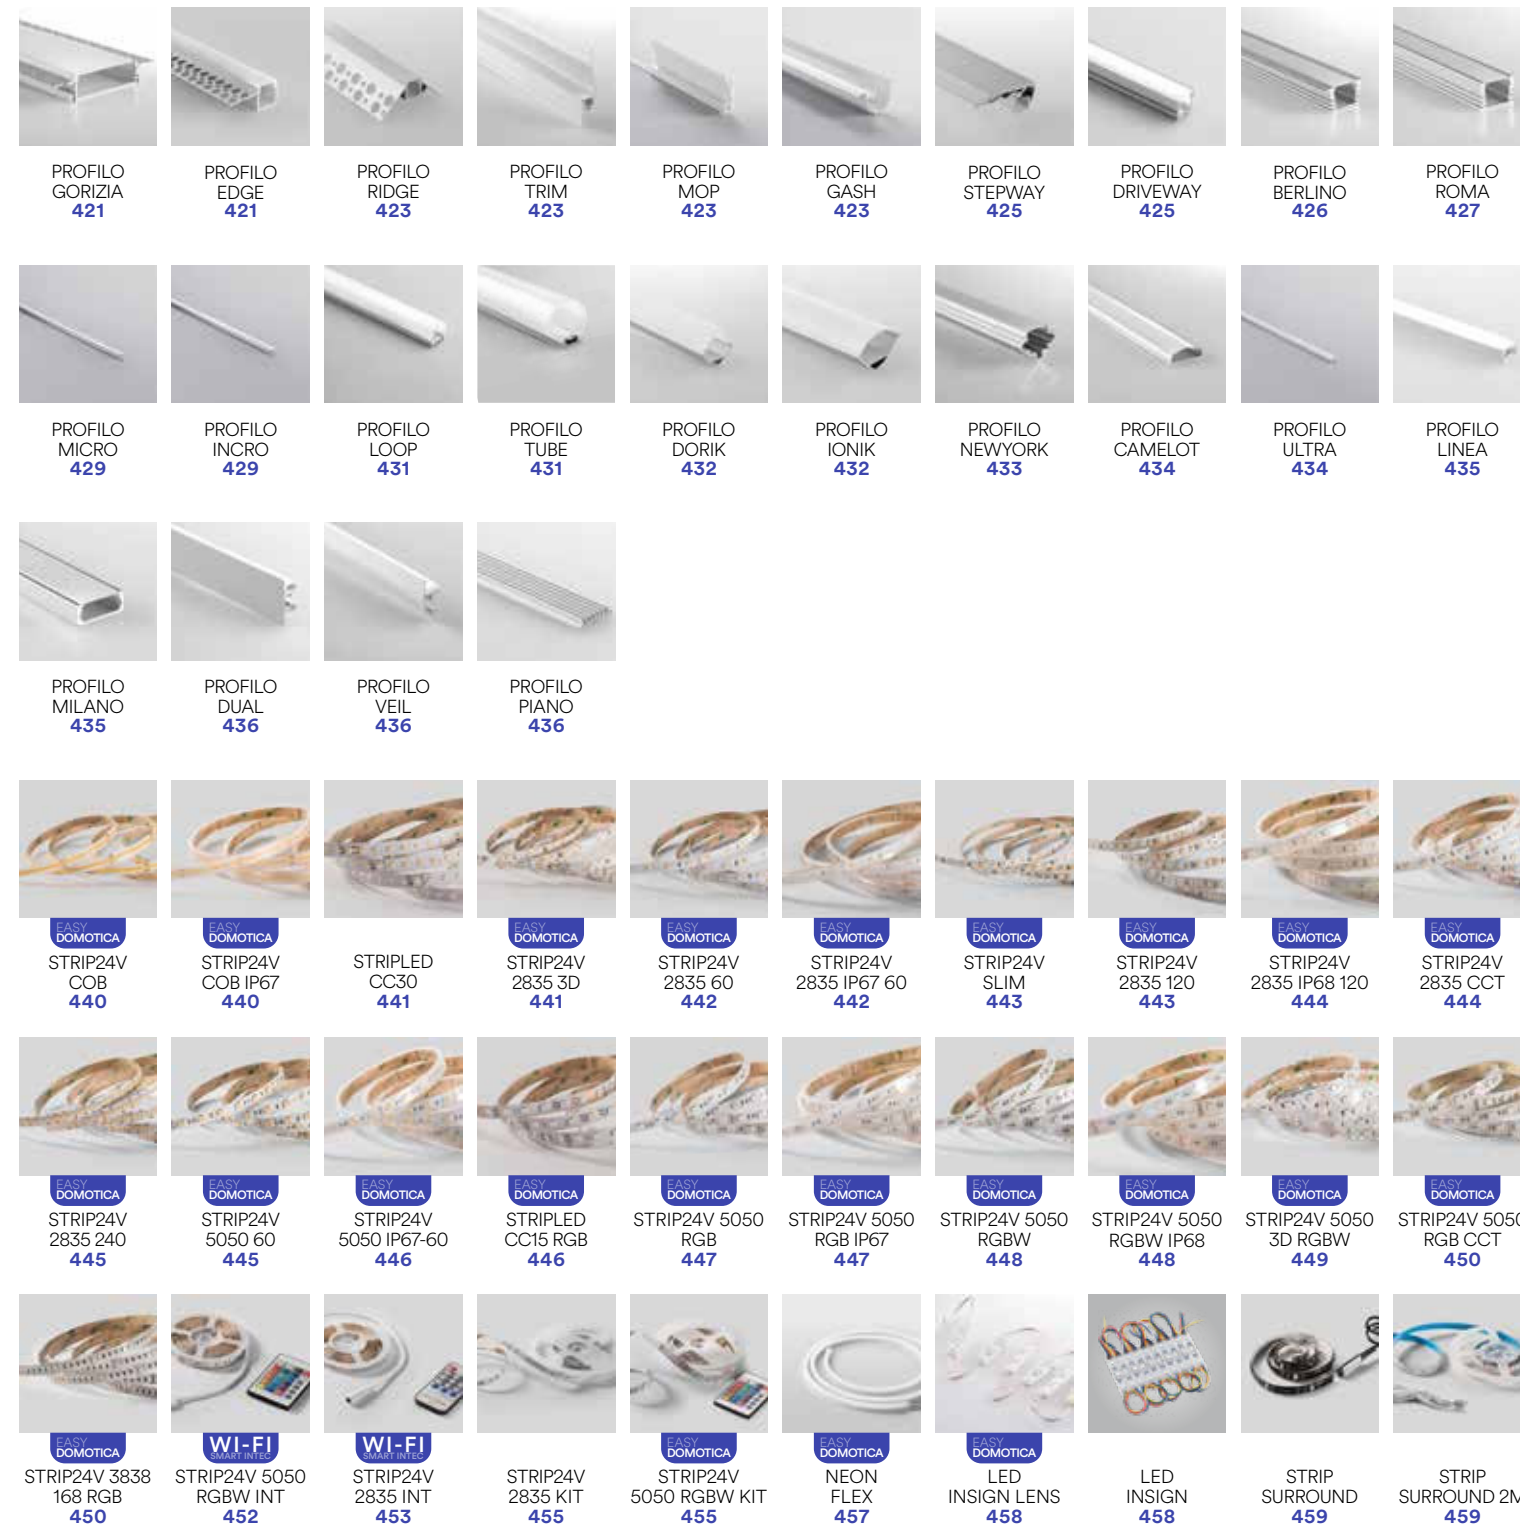 PROFILO
GORIZIA
421
PROFILO
EDGE
421
PROFILO
RIDGE
423
PROFILO
TRIM
423
PROFILO
MOP
423
PROFILO
GASH
423
PROFILO
STEPWAY
425
PROFILO
DRIVEWAY
425
PROFILO
BERLINO
426
PROFILO
ROMA
427
PROFILO
MICRO
429
PROFILO
INCRO
429
PROFILO
LOOP
431
PROFILO
TUBE
431
PROFILO
DORIK
432
PROFILO
IONIK
432
PROFILO
NEWYORK
433
PROFILO
CAMELOT
434
PROFILO
ULTRA
434
PROFILO
LINEA
435
PROFILO
MILANO
435
PROFILO
DUAL
436
PROFILO
VEIL
436
PROFILO
PIANO
436
EASY
DOMOTICA
STRIP24V
COB
440
EASY
DOMOTICA
STRIP24V
COB IP67
440
STRIPLED
CC30
441
EASY
DOMOTICA
STRIP24V
2835 3D
441
EASY
DOMOTICA
STRIP24V
2835 60
442
EASY
DOMOTICA
STRIP24V
2835 IP67 60
442
EASY
DOMOTICA
STRIP24V
SLIM
443
EASY
DOMOTICA
STRIP24V
2835 120
443
EASY
DOMOTICA
STRIP24V
2835 IP68 120
444
EASY
DOMOTICA
STRIP24V
2835 CCT
444
EASY
DOMOTICA
STRIP24V
2835 240
445
EASY
DOMOTICA
STRIP24V
5050 60
445
EASY
DOMOTICA
STRIP24V
5050 IP67-60
446
EASY
DOMOTICA
STRIPLED
CC15 RGB
446
EASY
DOMOTICA
STRIP24V 5050
RGB
447
EASY
DOMOTICA
STRIP24V 5050
RGB IP67
447
EASY
DOMOTICA
STRIP24V 5050
RGBW
448
EASY
DOMOTICA
STRIP24V 5050
RGBW IP68
448
EASY
DOMOTICA
STRIP24V 5050
3D RGBW
449
EASY
DOMOTICA
STRIP24V 5050
RGB CCT
450
EASY
DOMOTICA
STRIP24V 3838
168 RGB
450
WI-FI
SMART INTEC
STRIP24V 5050
RGBW INT
452
WI-FI
SMART INTEC
STRIP24V
2835 INT
453
STRIP24V
2835 KIT
455
EASY
DOMOTICA
STRIP24V
5050 RGBW KIT
455
EASY
DOMOTICA
NEON
FLEX
457
EASY
DOMOTICA
LED
INSIGN LENS
458
LED
INSIGN
458
STRIP
SURROUND
459
STRIP
SURROUND 2M
459